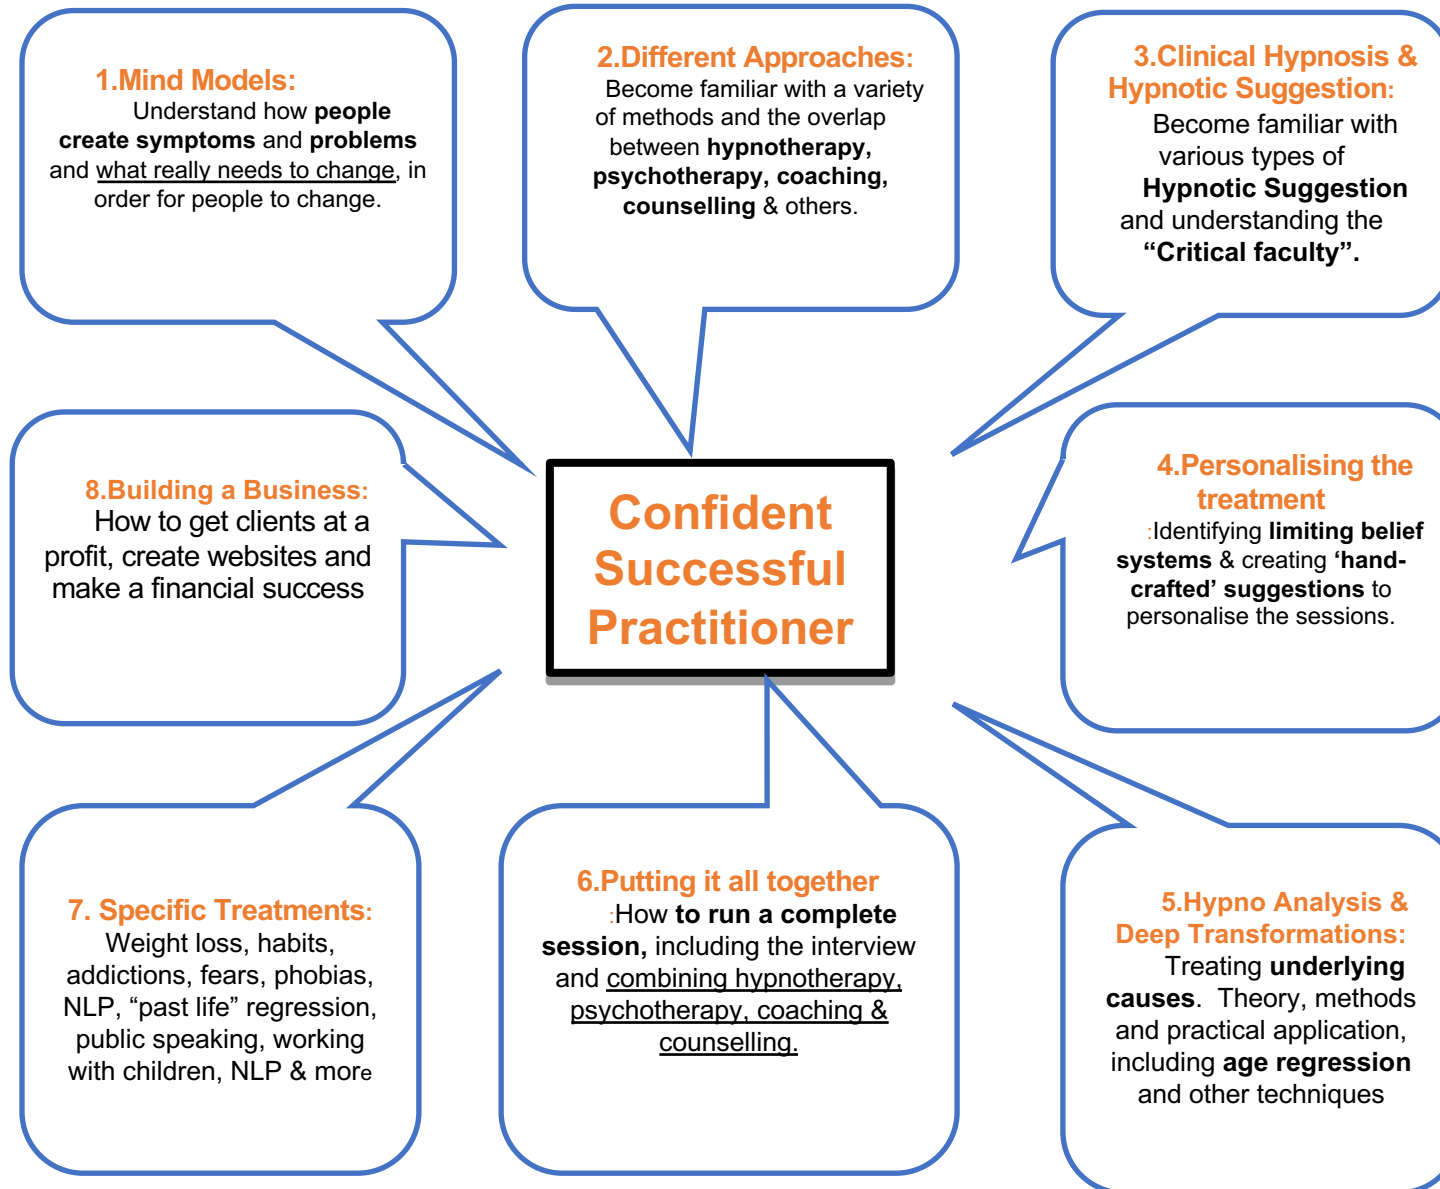 1.Mind Models:
Understand how people
create symptoms and problems
and what really needs to change, in
order for people to change.
2.Different Approaches:
Become familiar with a variety
of methods and the overlap
between hypnotherapy,
psychotherapy, coaching,
counselling & others.
3.Clinical Hypnosis &
Hypnotic Suggestion:
Become familiar with
various types of
Hypnotic Suggestion
and understanding the
“Critical faculty”.
8.Building a Business:
How to get clients at a
profit, create websites and
make a financial success
Confident
Successful
Practitioner
4.Personalising the
treatment
:Identifying limiting belief
systems & creating ‘hand-
crafted’ suggestions to
personalise the sessions.
7. Specific Treatments:
Weight loss, habits,
addictions, fears, phobias,
NLP, “past life” regression,
public speaking, working
with children, NLP & more
6.Putting it all together
:How to run a complete
session, including the interview
and combining hypnotherapy,
psychotherapy, coaching &
counselling.
5.Hypno Analysis &
Deep Transformations:
Treating underlying
causes. Theory, methods
and practical application,
including age regression
and other techniques